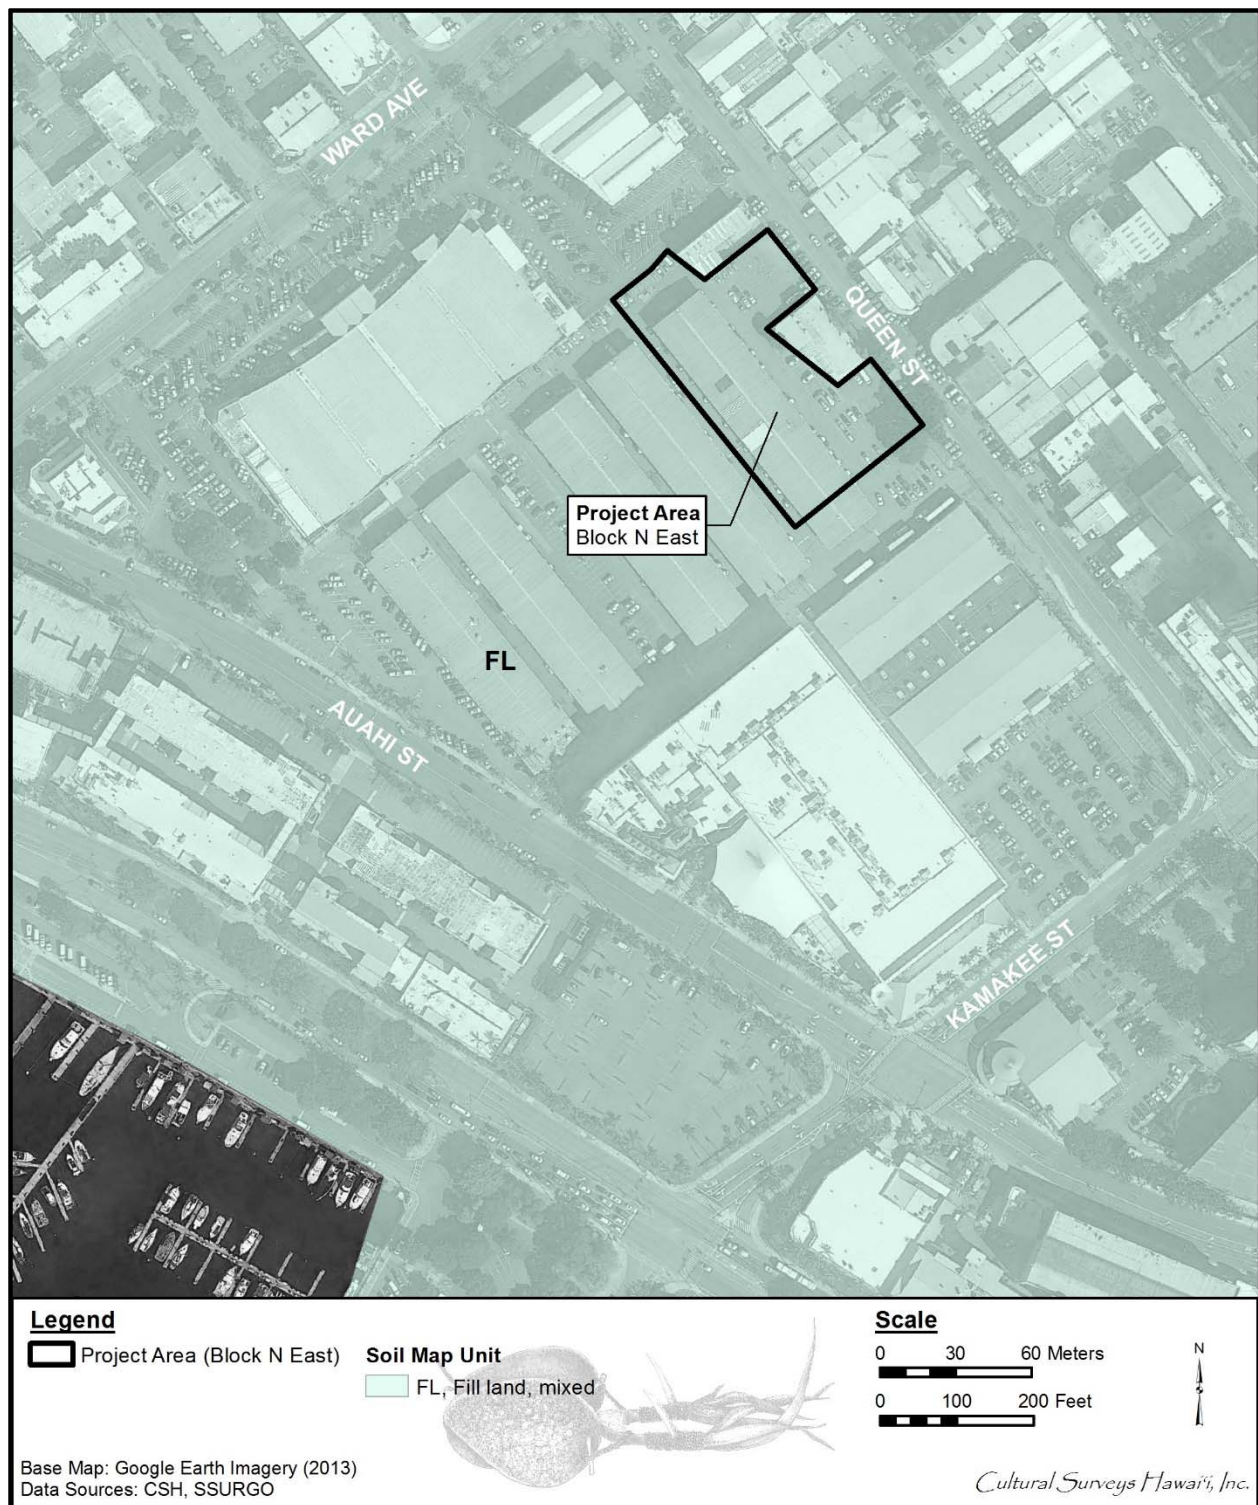 WARD AVE
QUEEN ST
Project Area
Block N East
FL
AUAHI ST
KAMAKEE ST
Legend
Project Area (Block N East)
Soil Map Unit
FL, Fill land, mixed
Scale
0 30 60 Meters
0 100 200 Feet
N
Base Map: Google Earth Imagery (2013)
Data Sources: CSH, SSURGO
Cultural Surveys Hawaiʻi, Inc.